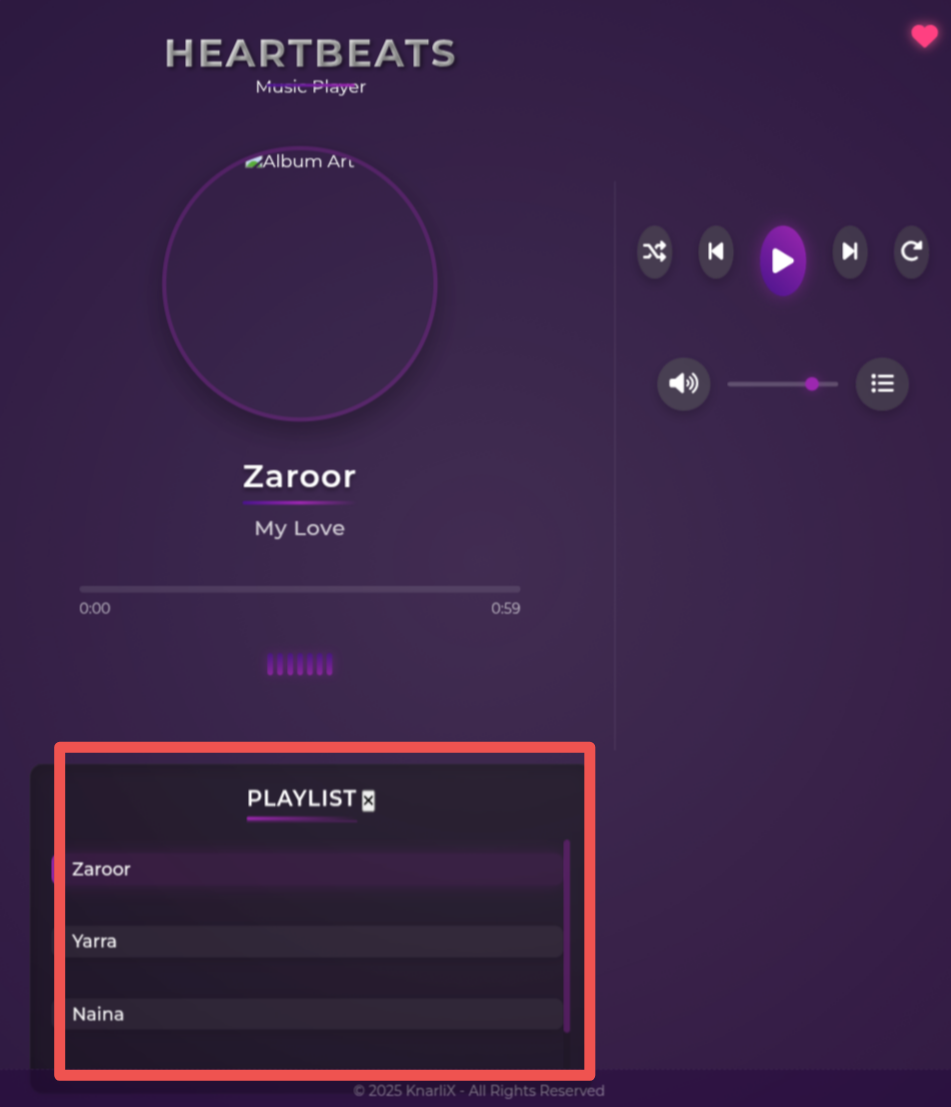 HEARTBEATS
Music Player
Album Art
Zaroor
My Love
0:00 0:59
PLAYLIST
Zaroor
Yarra
Naina
© 2025 KnarliX - All Rights Reserved